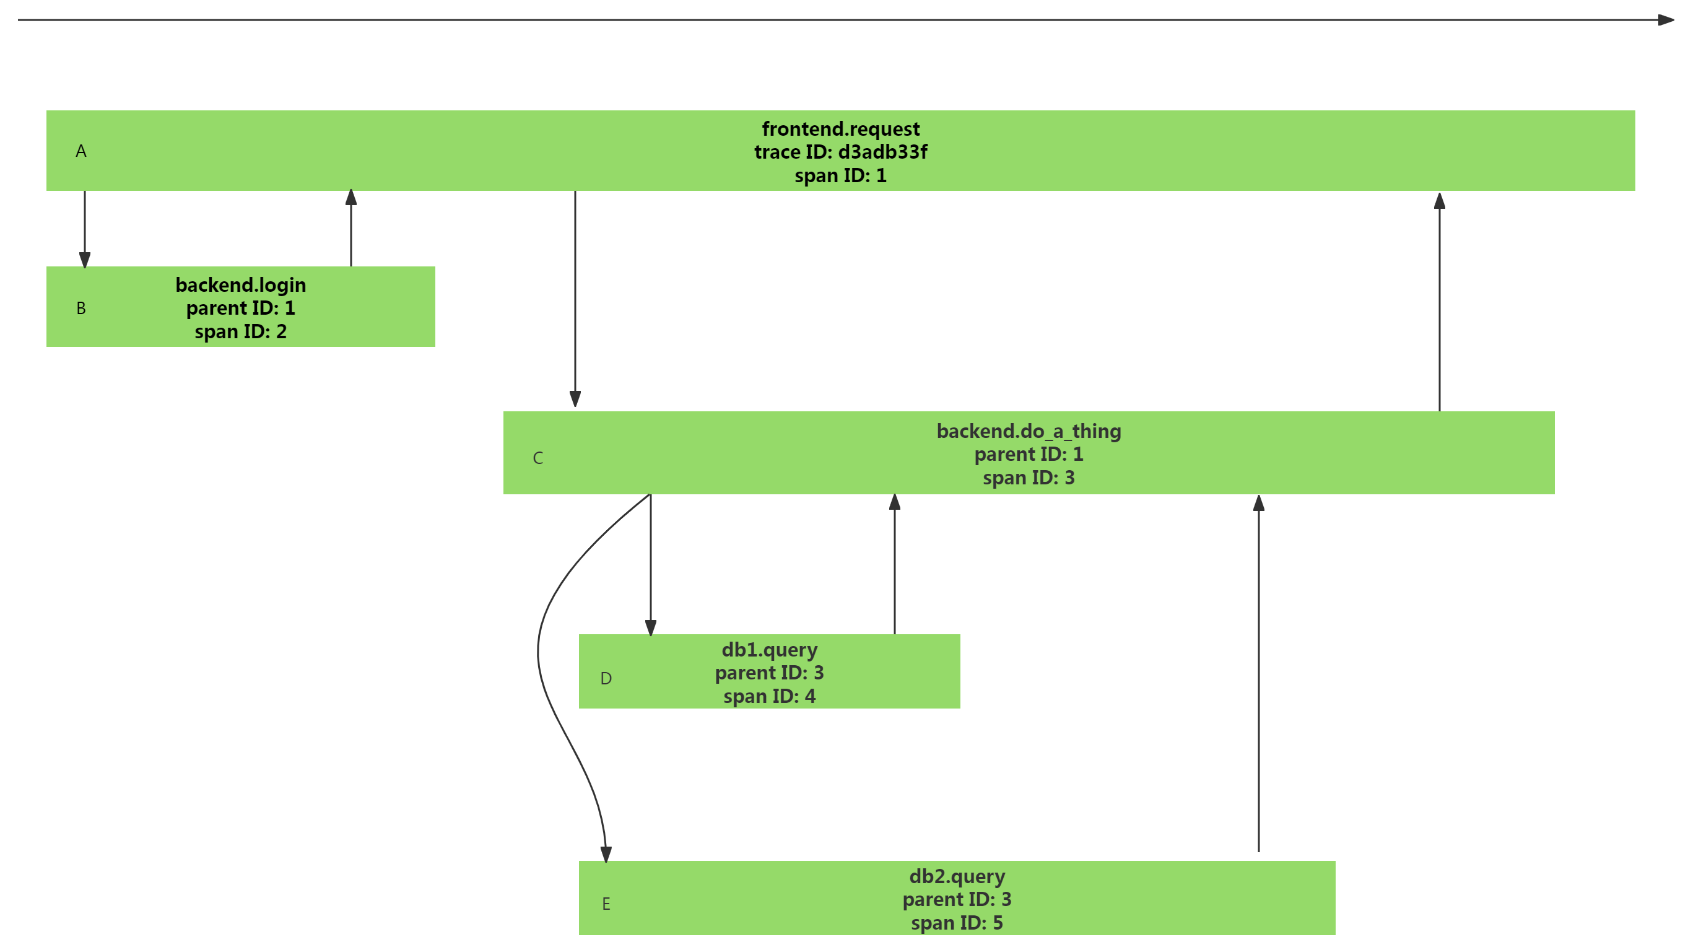 A
frontend.request
trace ID: d3adb33f
span ID: 1
B
backend.login
parent ID: 1
span ID: 2
C
backend.do_a_thing
parent ID: 1
span ID: 3
D
db1.query
parent ID: 3
span ID: 4
E
db2.query
parent ID: 3
span ID: 5